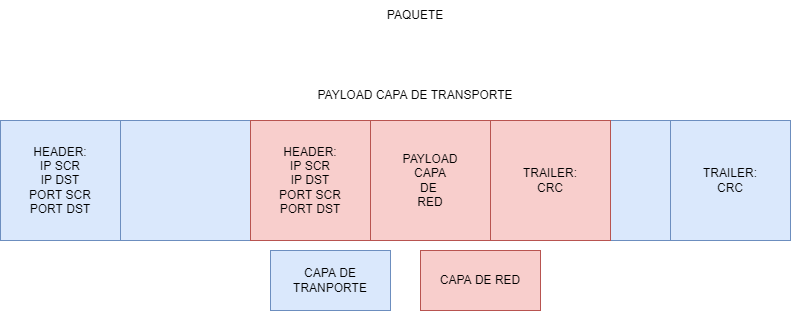 PAQUETE
PAYLOAD CAPA DE TRANSPORTE
HEADER:
IP SCR
IP DST
PORT SCR
PORT DST
HEADER:
IP SCR
IP DST
PORT SCR
PORT DST
PAYLOAD
CAPA
DE
RED
TRAILER:
CRC
TRAILER:
CRC
CAPA DE
TRANPORTE
CAPA DE RED